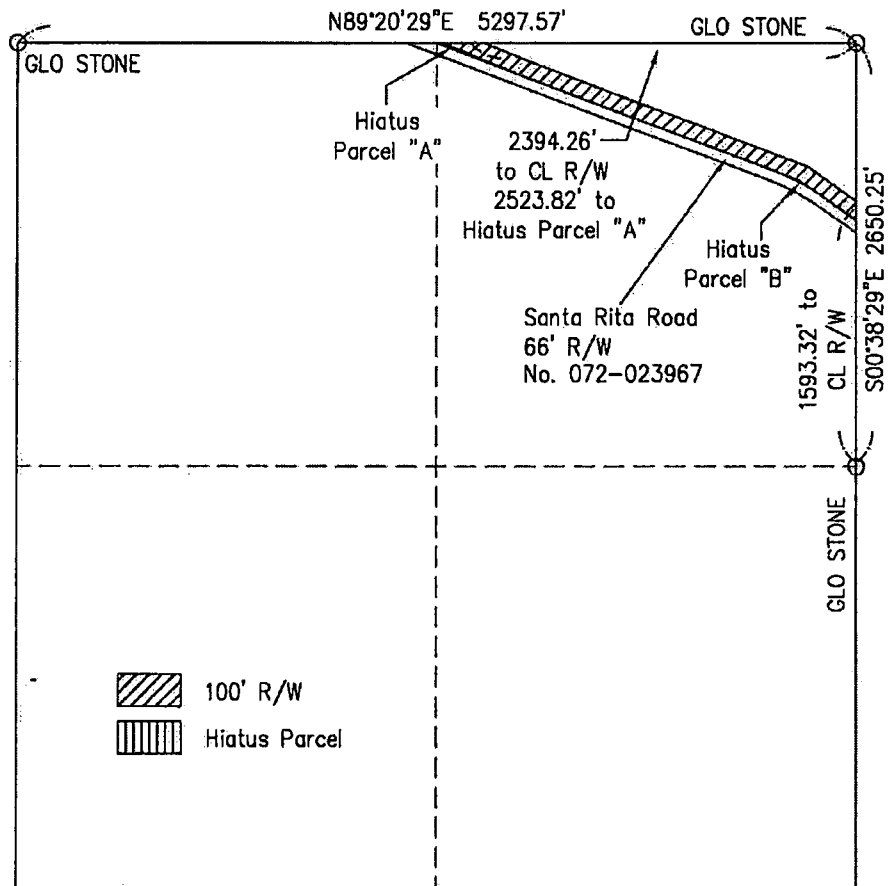 N89°20'29"E 5297.57'
GLO STONE
GLO STONE
Hiatus
Parcel "A"
2394.26'
to CL R/W
2523.82' to
Hiatus Parcel "A"
Hiatus
Parcel "B"
Santa Rita Road
66' R/W
No. 072-023967
1593.32' to
CL R/W
S00°38'29"E 2650.25'
GLO STONE
100' R/W
Hiatus Parcel